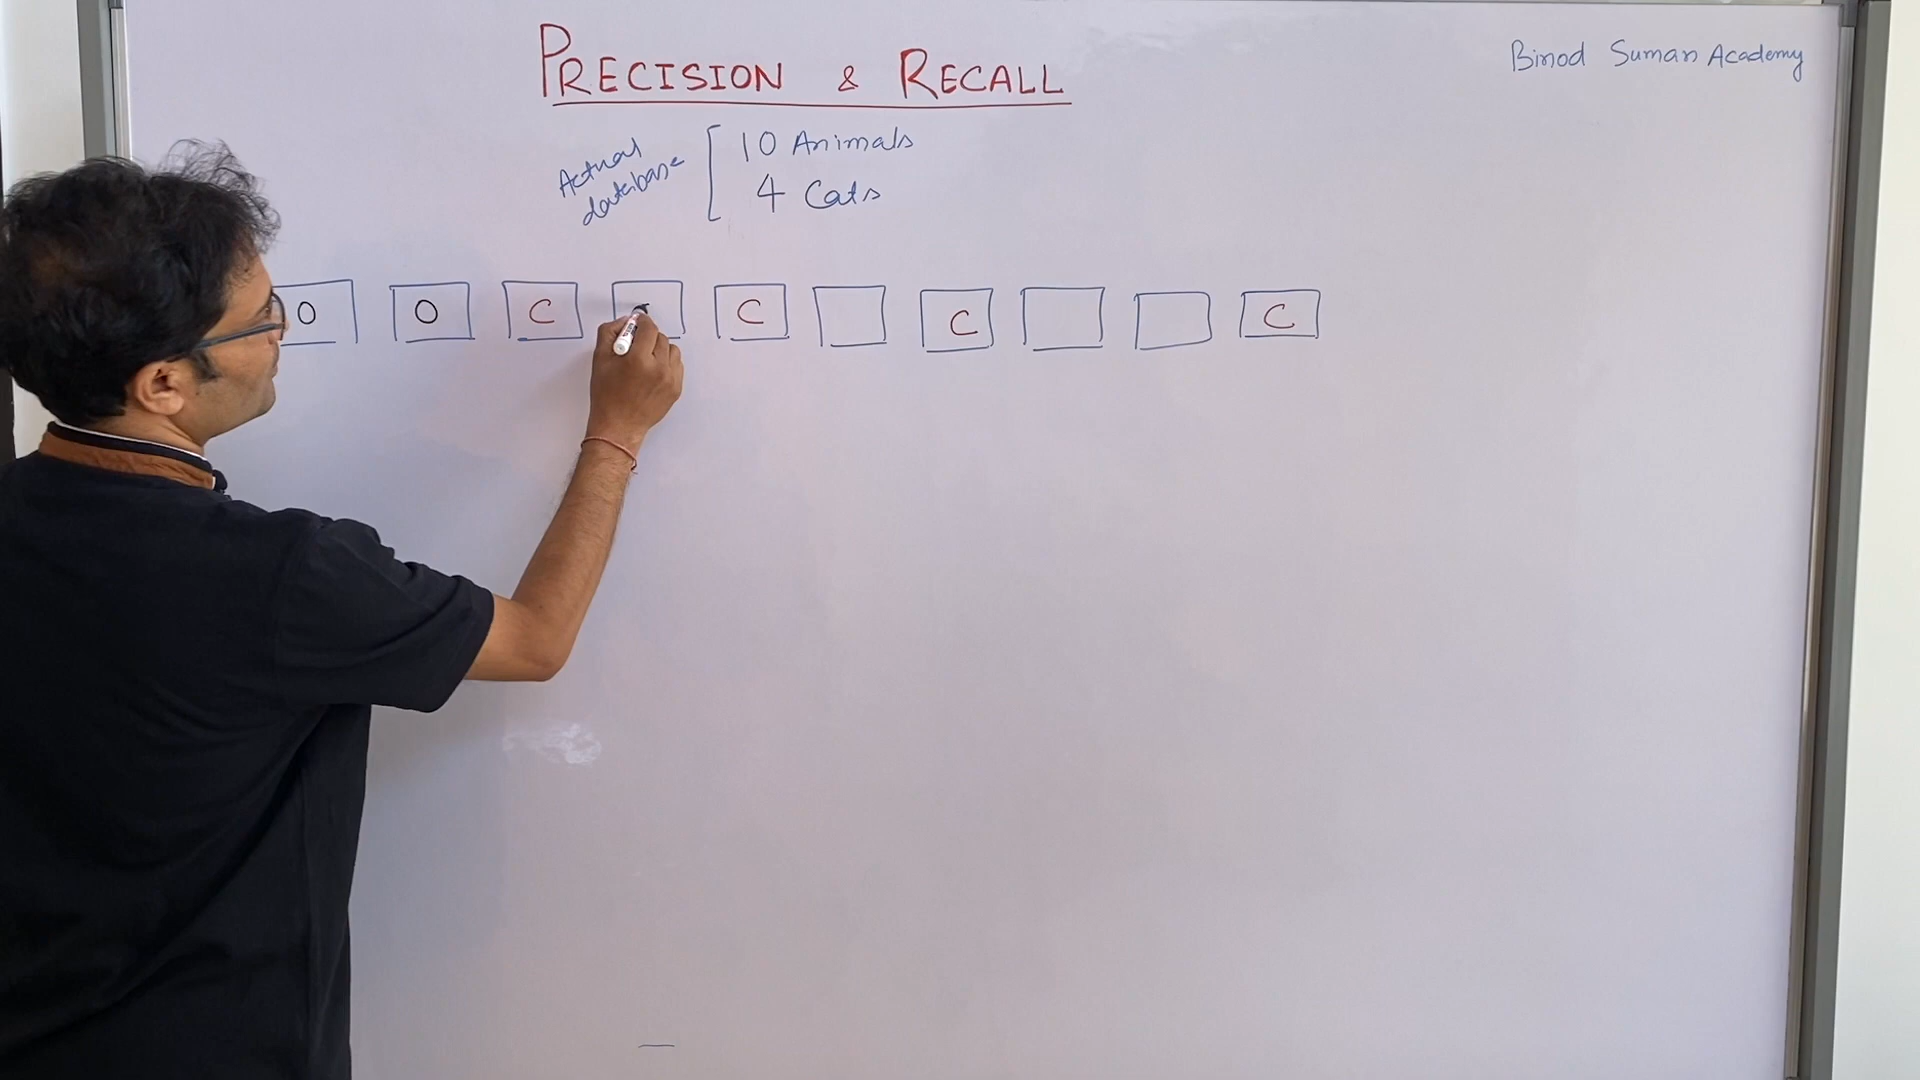 PRECISION & RECALL
Binod Suman Academy
Actual database
10 Animals
4 Cats
O O C C C C